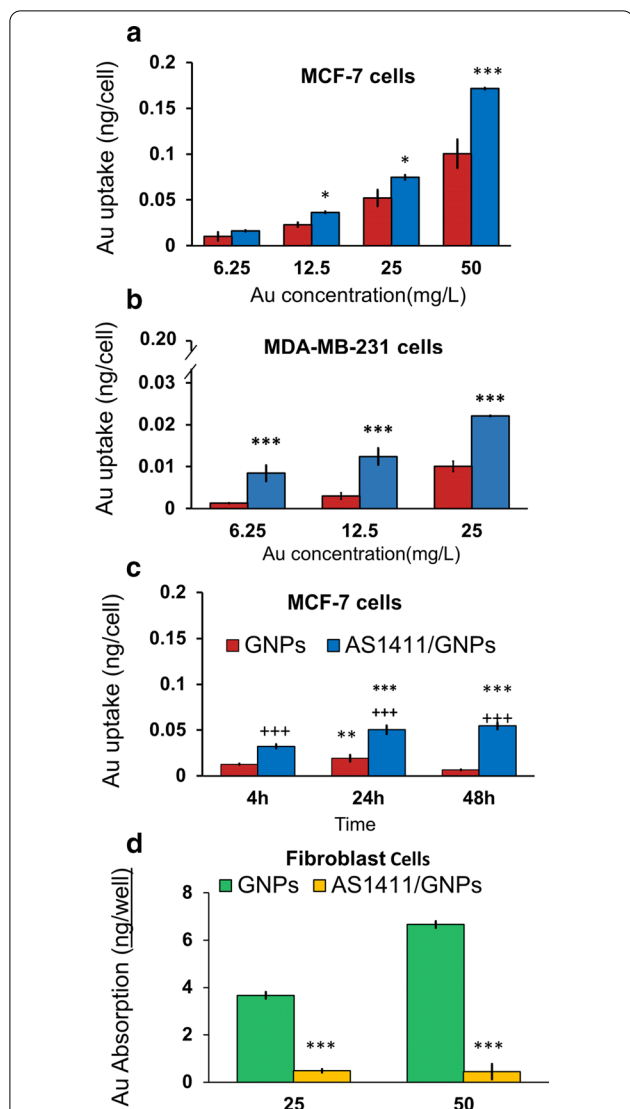 a
MCF-7 cells
Au uptake (ng/cell)
0.2
0.15
0.1
0.05
0
*
*
***
6.25 12.5 25 50
Au concentration(mg/L)
b
MDA-MB-231 cells
Au uptake (ng/cell)
0.20
0.03
0.02
0.01
0
***
***
***
6.25 12.5 25
Au concentration(mg/L)
c
MCF-7 cells
Au uptake (ng/cell)
0.2
0.15
0.1
0.05
0
GNPs AS1411/GNPs
+++
**
***
+++
***
+++
4h 24h 48h
Time
d
Fibroblast Cells
Au Absorption (ng/well)
GNPs AS1411/GNPs
8
6
4
2
0
***
***
25 50